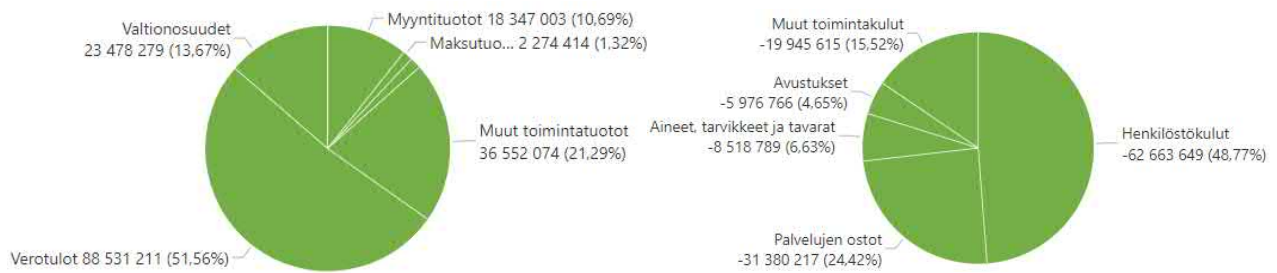 Myyntituotot 18 347 003 (10,69%)
Maksutuo... 2 274 414 (1,32%)
Muut toimintatuotot
36 552 074 (21,29%)
Verotulot 88 531 211 (51,56%)
Valtionosuudet
23 478 279 (13,67%)
Muut toimintakulut
-19 945 615 (15,52%)
Avustukset
-5 976 766 (4,65%)
Aineet, tarvikkeet ja tavarat
-8 518 789 (6,63%)
Henkilöstökulut
-62 663 649 (48,77%)
Palvelujen ostot
-31 380 217 (24,42%)